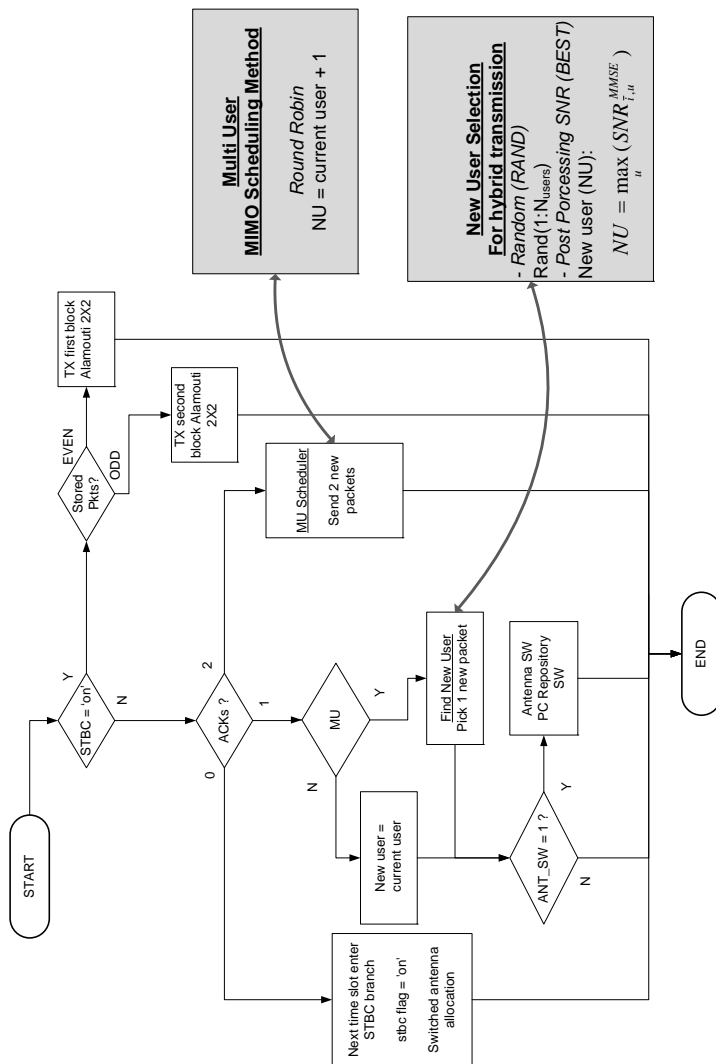 START
STBC = 'on'
Y
N
Stored
Pkts?
EVEN
ODD
TX first block
Alamouti 2X2
TX second
block Alamouti
2X2
ACKs ?
0
1
2
MU Scheduler
Send 2 new
packets
MU
N
Y
New user =
current user
Find New User
Pick 1 new packet
Next time slot enter
STBC branch
stbc flag = 'on'
Switched antenna
allocation
ANT_SW = 1 ?
Y
N
Antenna SW
PC Repository
SW
END
Multi User
MIMO Scheduling Method
Round Robin
NU = current user + 1
New User Selection
For hybrid transmission
- Random (RAND)
Rand(1:N_users)
- Post Porcessing SNR (BEST)
New user (NU):
NU = max_u (SNR^{MMSE}_{ī,u})